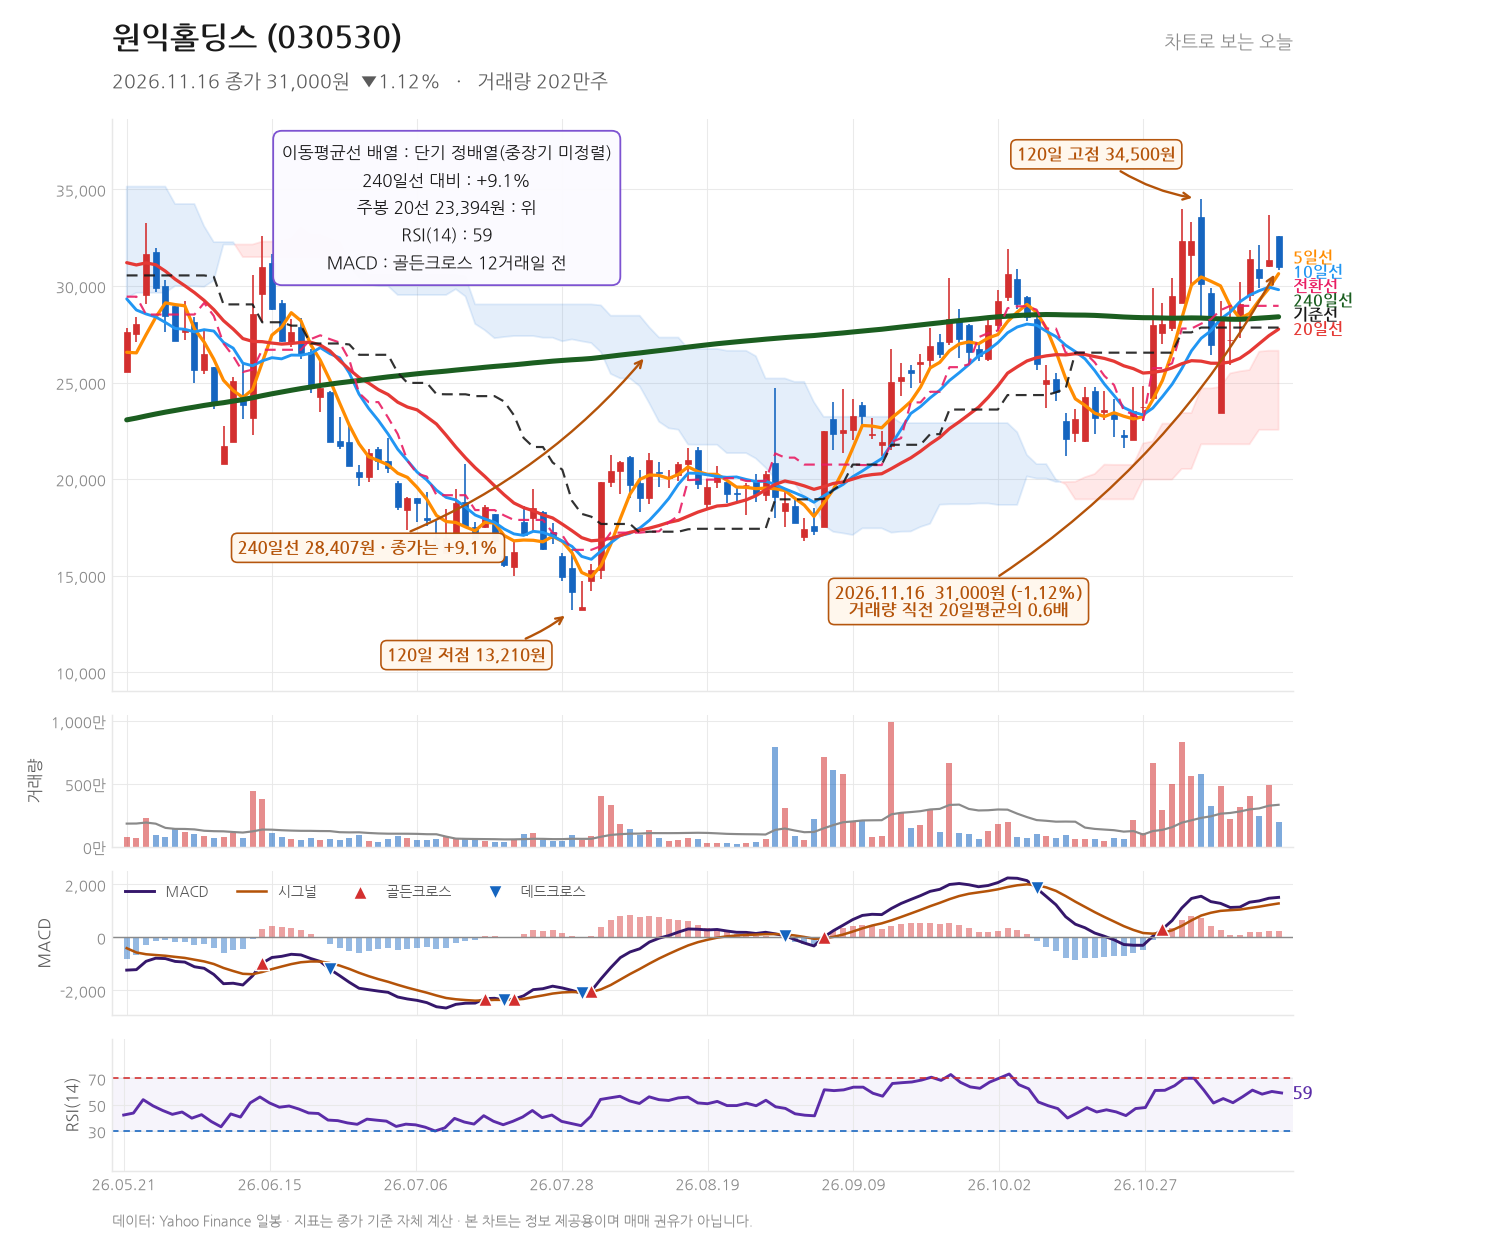 원익홀딩스 (030530)
차트로 보는 오늘
2026.11.16 종가 31,000원 ▼1.12% · 거래량 202만주
이동평균선 배열 : 단기 정배열(중장기 미정렬)
240일선 대비 : +9.1%
주봉 20선 23,394원 : 위
RSI(14) : 59
MACD : 골든크로스 12거래일 전
120일 고점 34,500원
35,000
30,000
25,000
20,000
15,000
10,000
5일선
10일선
전환선
240일선
기준선
20일선
240일선 28,407원 · 종가는 +9.1%
2026.11.16 31,000원 (-1.12%)
거래량 직전 20일평균의 0.6배
120일 저점 13,210원
거래량
1,000만
500만
0만
MACD
2,000
0
-2,000
MACD 시그널 골든크로스 데드크로스
RSI(14)
70
50
30
59
26.05.21 26.06.15 26.07.06 26.07.28 26.08.19 26.09.09 26.10.02 26.10.27
데이터: Yahoo Finance 일봉 · 지표는 종가 기준 자체 계산 · 본 차트는 정보 제공용이며 매매 권유가 아닙니다.